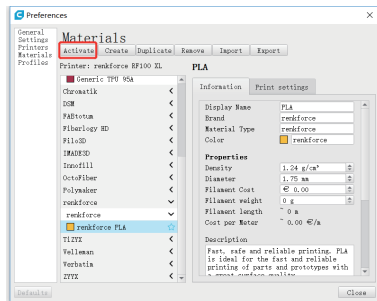 Preferences
General
Settings
Printers
Materials
Profiles
Materials
Activate Create Duplicate Remove Import Export
Printer: renkforce RF100 XL
PLA
Generic TPU 95A
Chromatik
DSM
FABtotum
Fiberlogy HD
Filo3D
IMADE3D
Innofill
OctoFiber
Polymaker
renkforce
renkforce
renkforce PLA
TiZYX
Velleman
Verbatim
ZYYX
Information Print settings
Display Name PLA
Brand renkforce
Material Type renkforce
Color renkforce
Properties
Density 1.24 g/cm³
Diameter 1.75 mm
Filament Cost € 0.00
Filament weight 0 g
Filament length ~ 0 m
Cost per Meter ~ 0.00 €/m
Description
Fast, safe and reliable printing. PLA
is ideal for the fast and reliable
printing of parts and prototypes with
a great surface quality.
Defaults
Close